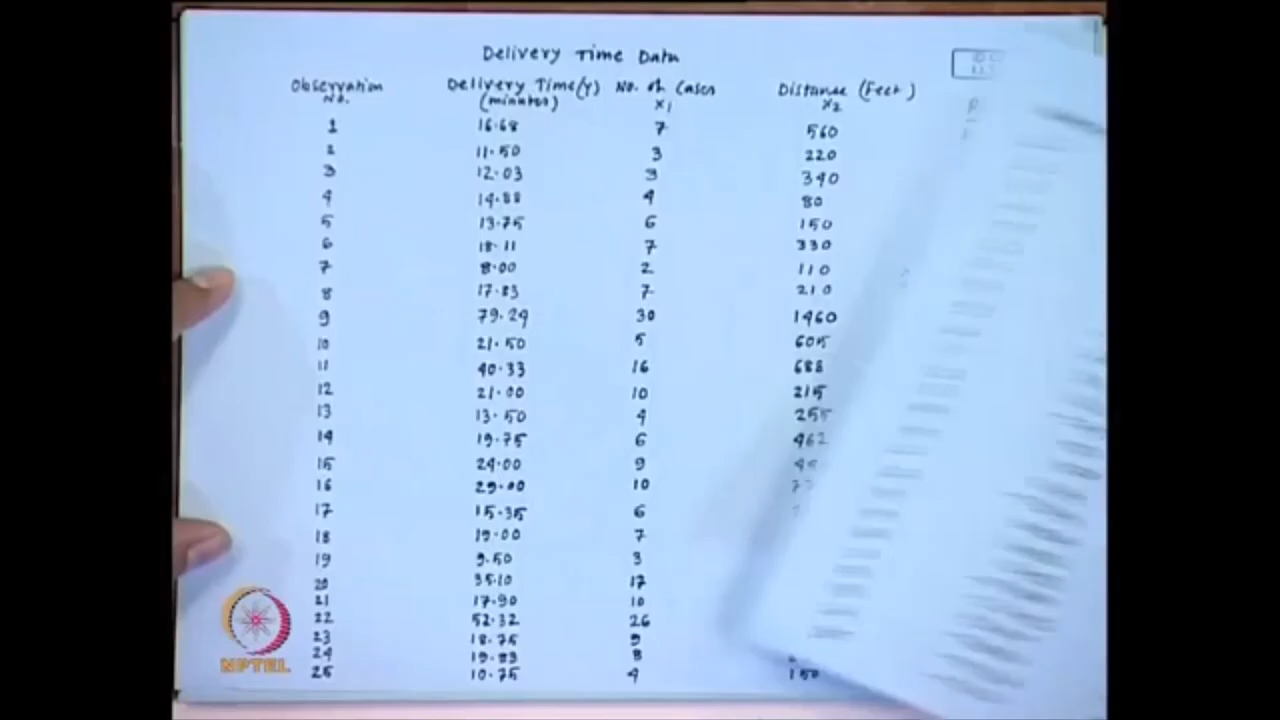 Delivery Time Data
Observation No. Delivery Time(y) (minutes) No. of Cases x1 Distance (Feet) x2
1 16.68 7 560
2 11.50 3 220
3 12.03 3 340
4 14.88 4 80
5 13.75 6 150
6 18.11 7 330
7 8.00 2 110
8 17.83 7 210
9 79.24 30 1460
10 21.50 5 605
11 40.33 16 688
12 21.00 10 215
13 13.50 4 255
14 19.75 6 462
15 24.00 9
16 29.00 10
17 15.35 6
18 19.00 7
19 9.50 3
20 35.10 17
21 17.90 10
22 52.32 26
23 18.75 9
24 19.83 8
25 10.75 4 150
NPTEL